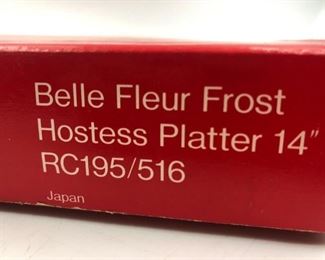 Belle Fleur Frost
Hostess Platter 14"
RC195/516
Japan